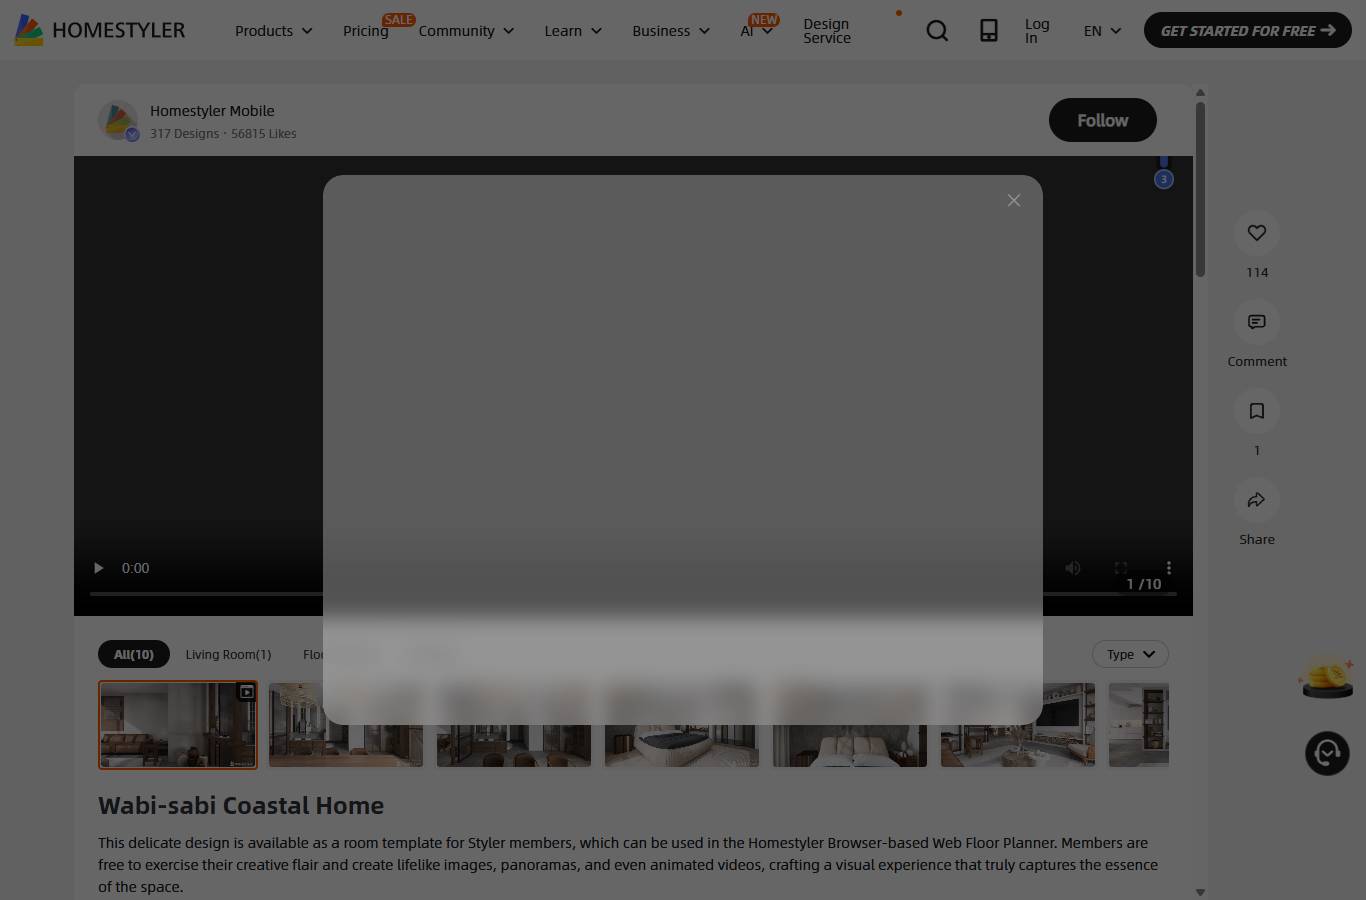 HOMESTYLER
Products
Pricing
SALE
Community
Learn
Business
AI
NEW
Design
Service
Log
In
EN
GET STARTED FOR FREE
Homestyler Mobile
317 Designs · 56815 Likes
Follow
3
114
Comment
1
Share
0:00
1 /10
All(10)
Living Room(1)
Type
Wabi-sabi Coastal Home
This delicate design is available as a room template for Styler members, which can be used in the Homestyler Browser-based Web Floor Planner. Members are
free to exercise their creative flair and create lifelike images, panoramas, and even animated videos, crafting a visual experience that truly captures the essence
of the space.